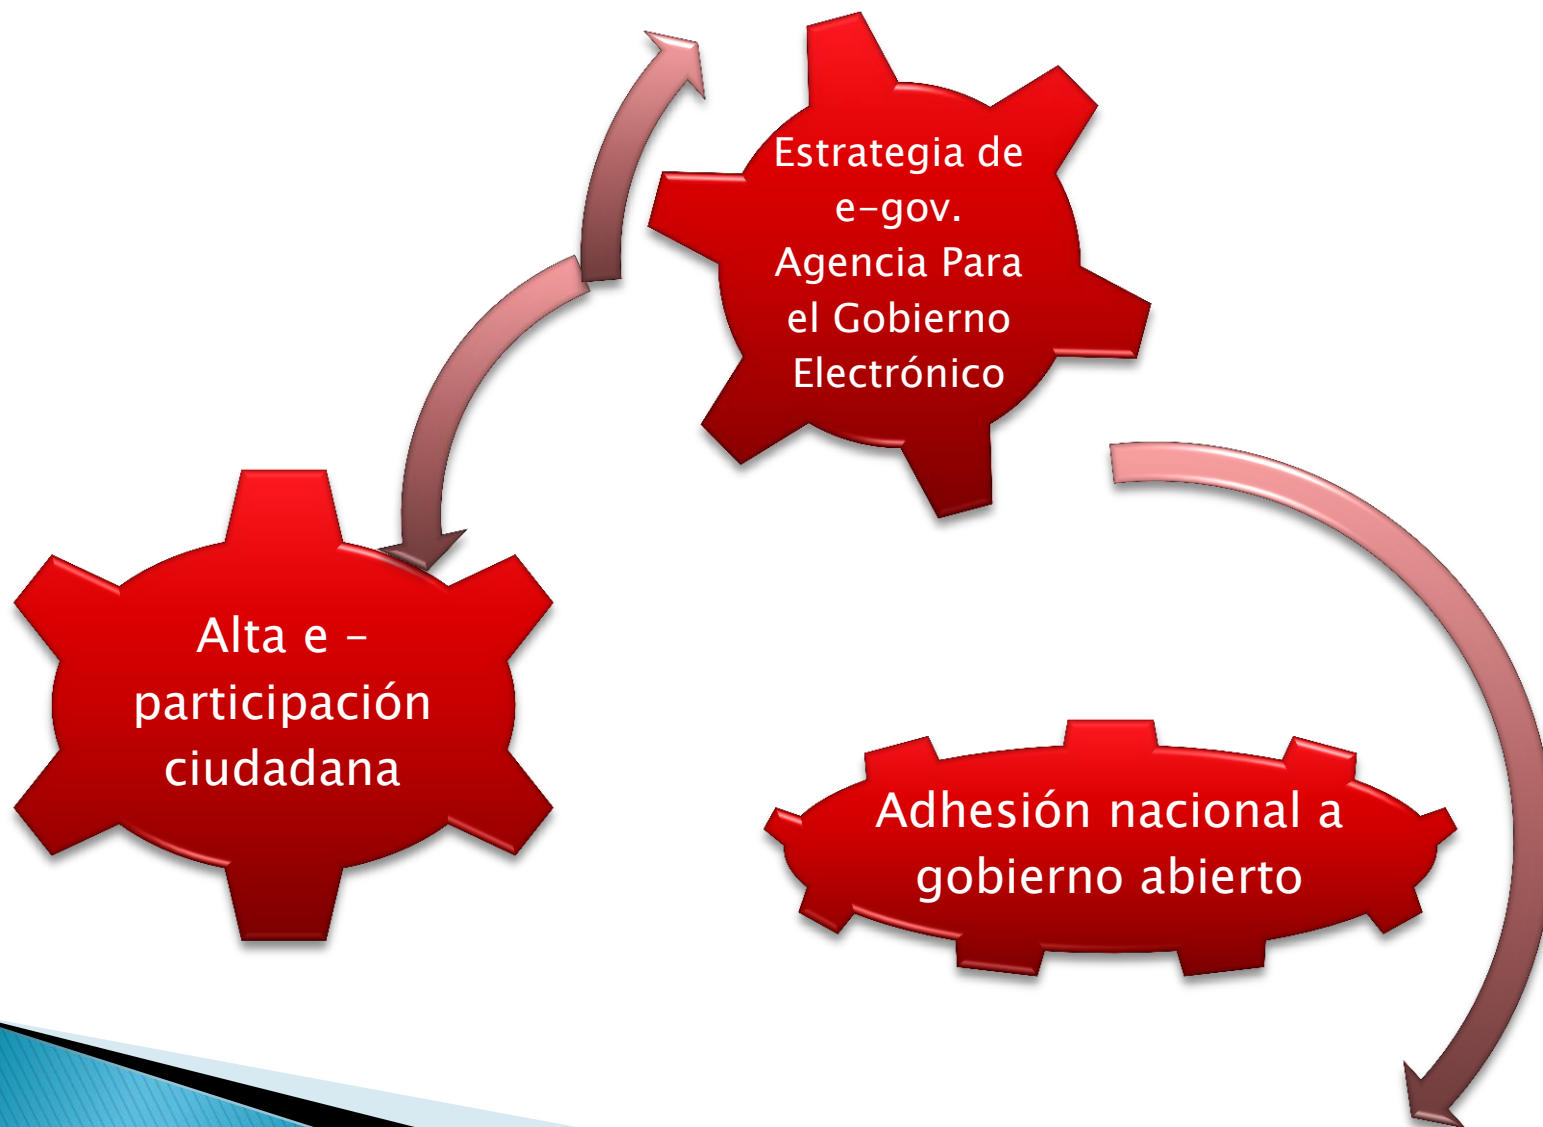 Estrategia de
e-gov.
Agencia Para
el Gobierno
Electrónico
Alta e -
participación
ciudadana
Adhesión nacional a
gobierno abierto